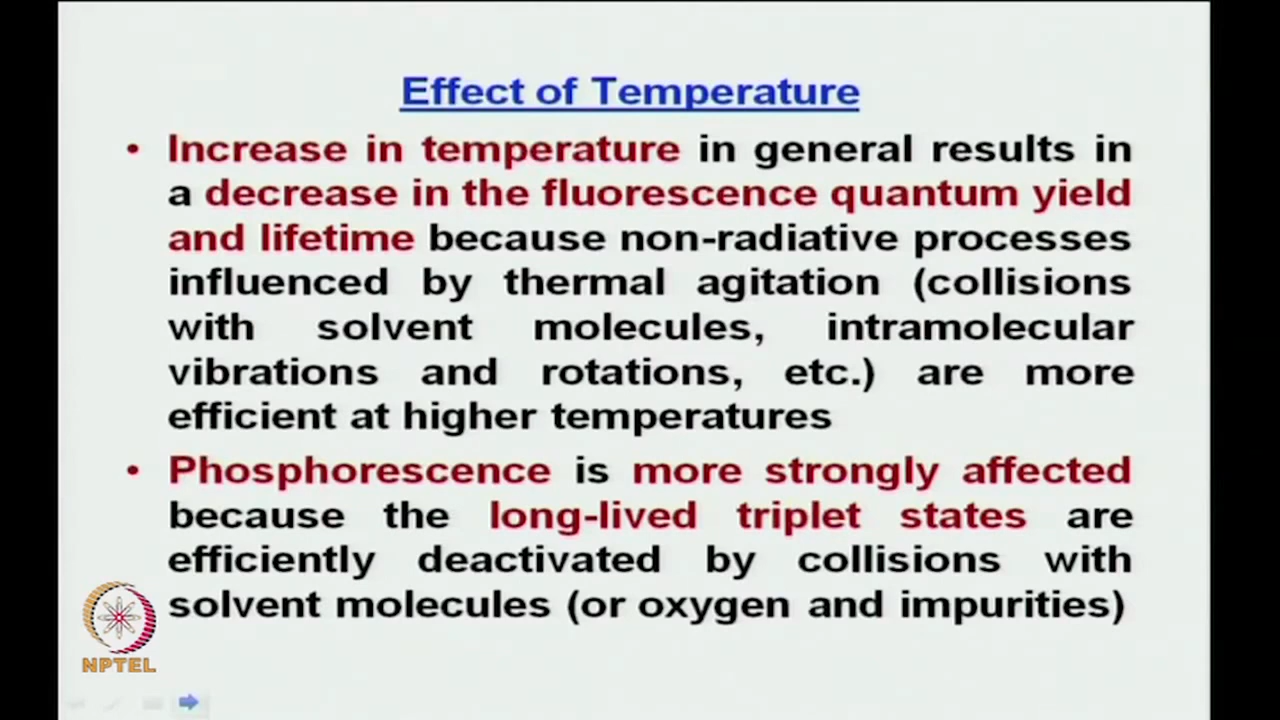 Effect of Temperature
• Increase in temperature in general results in
a decrease in the fluorescence quantum yield
and lifetime because non-radiative processes
influenced by thermal agitation (collisions
with solvent molecules, intramolecular
vibrations and rotations, etc.) are more
efficient at higher temperatures
• Phosphorescence is more strongly affected
because the long-lived triplet states are
efficiently deactivated by collisions with
solvent molecules (or oxygen and impurities)
NPTEL